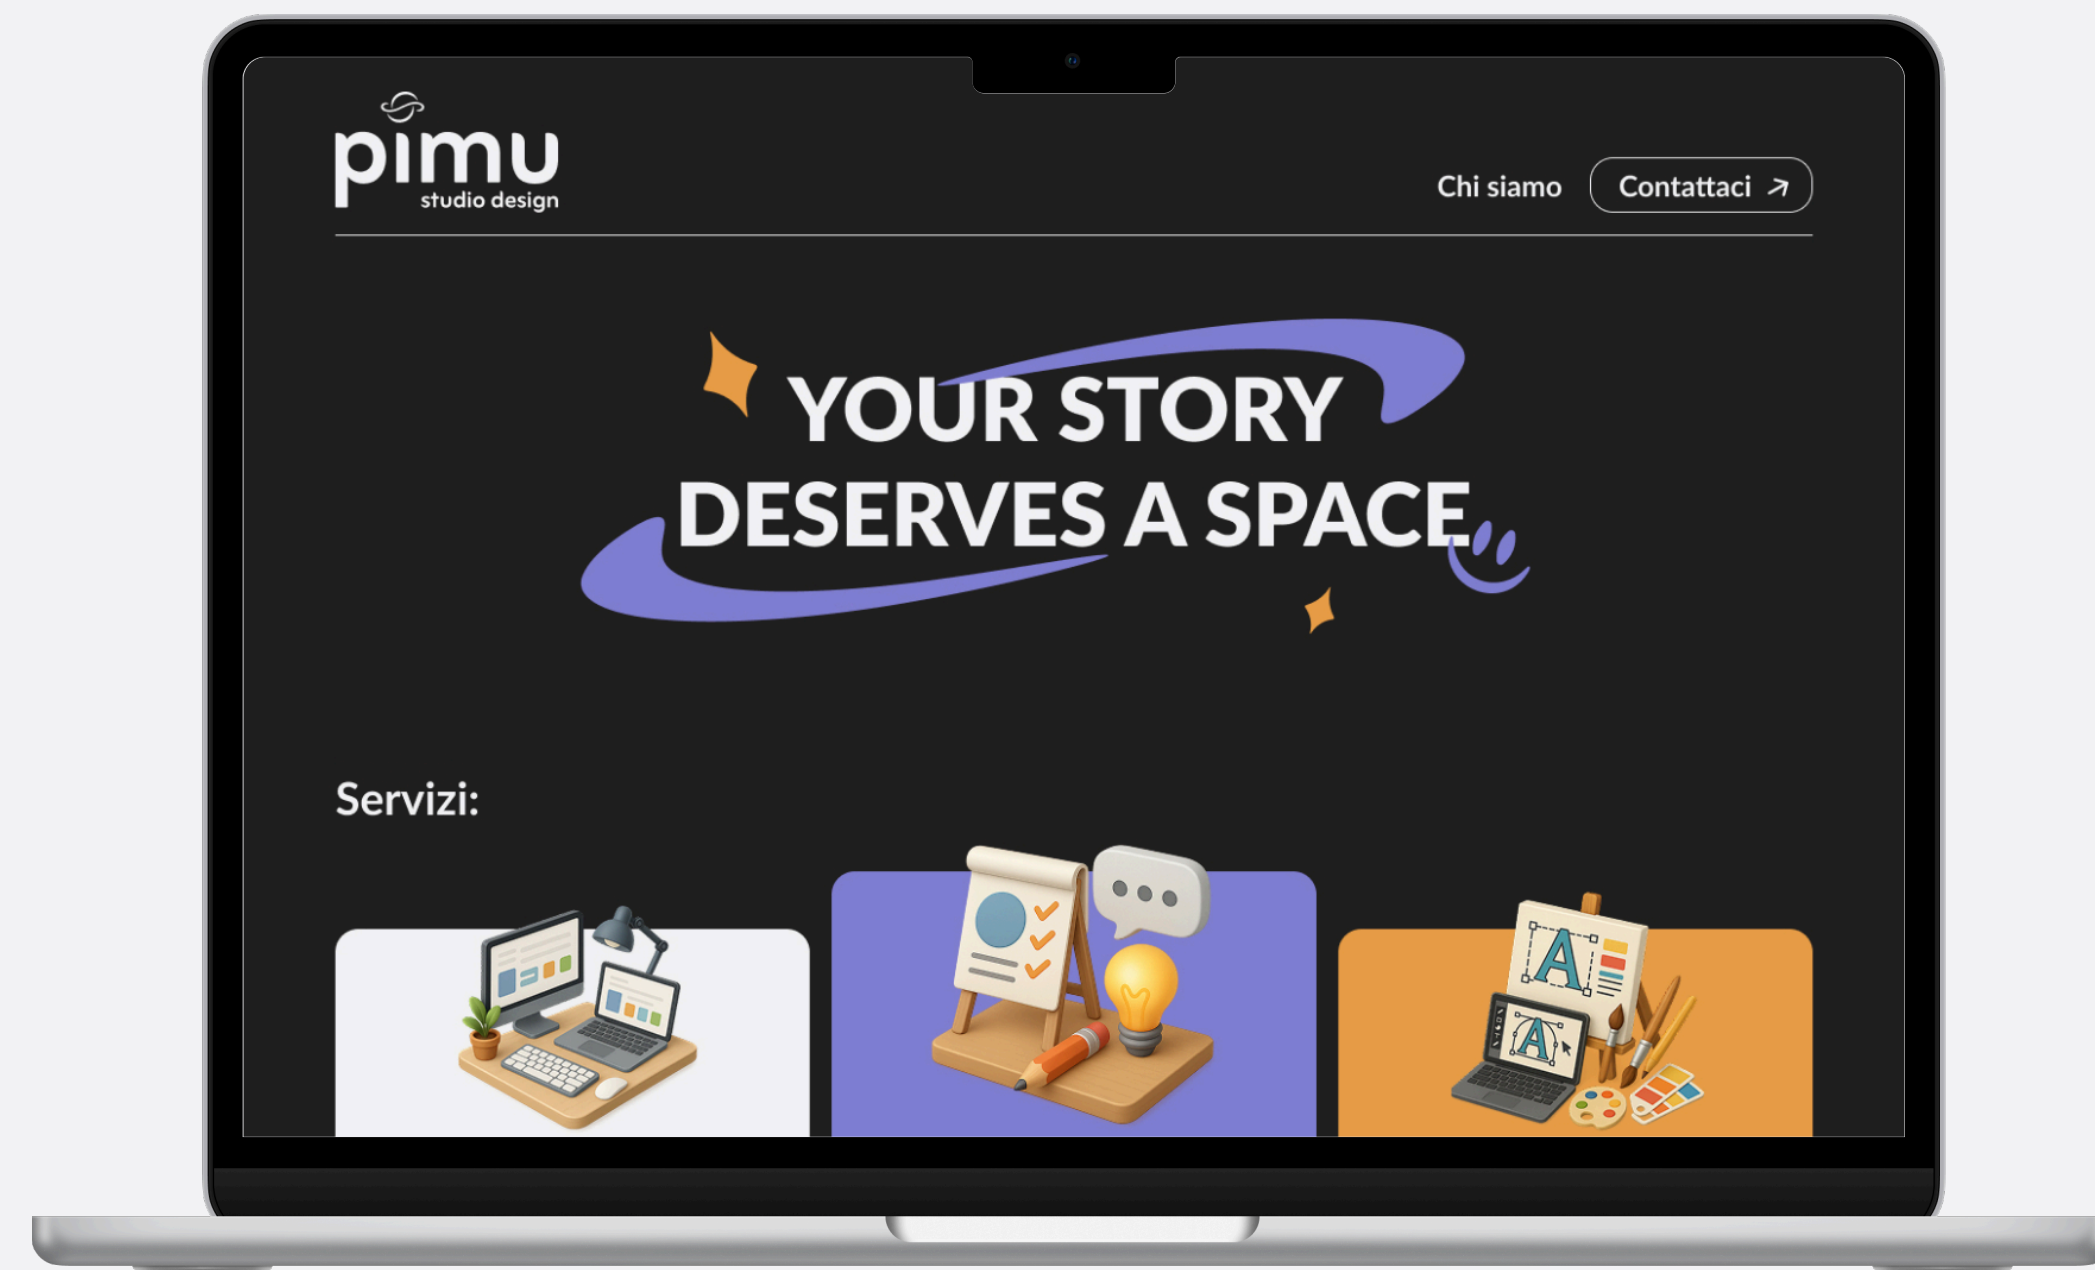 pimu
studio design
Chi siamo
Contattaci
YOUR STORY
DESERVES A SPACE
Servizi:
A
A